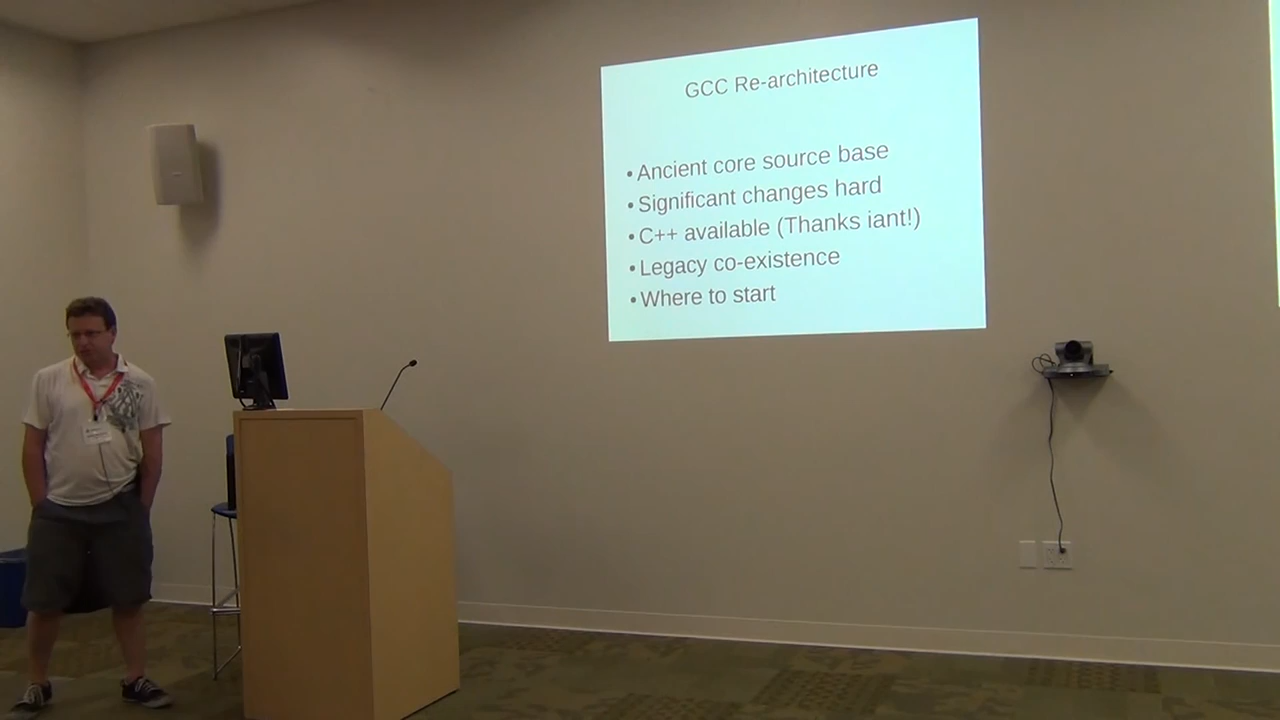 GCC Re-architecture
• Ancient core source base
• Significant changes hard
• C++ available (Thanks iant!)
• Legacy co-existence
• Where to start